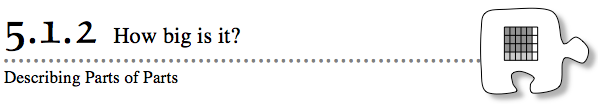 5.1.2 How big is it?
Describing Parts of Parts